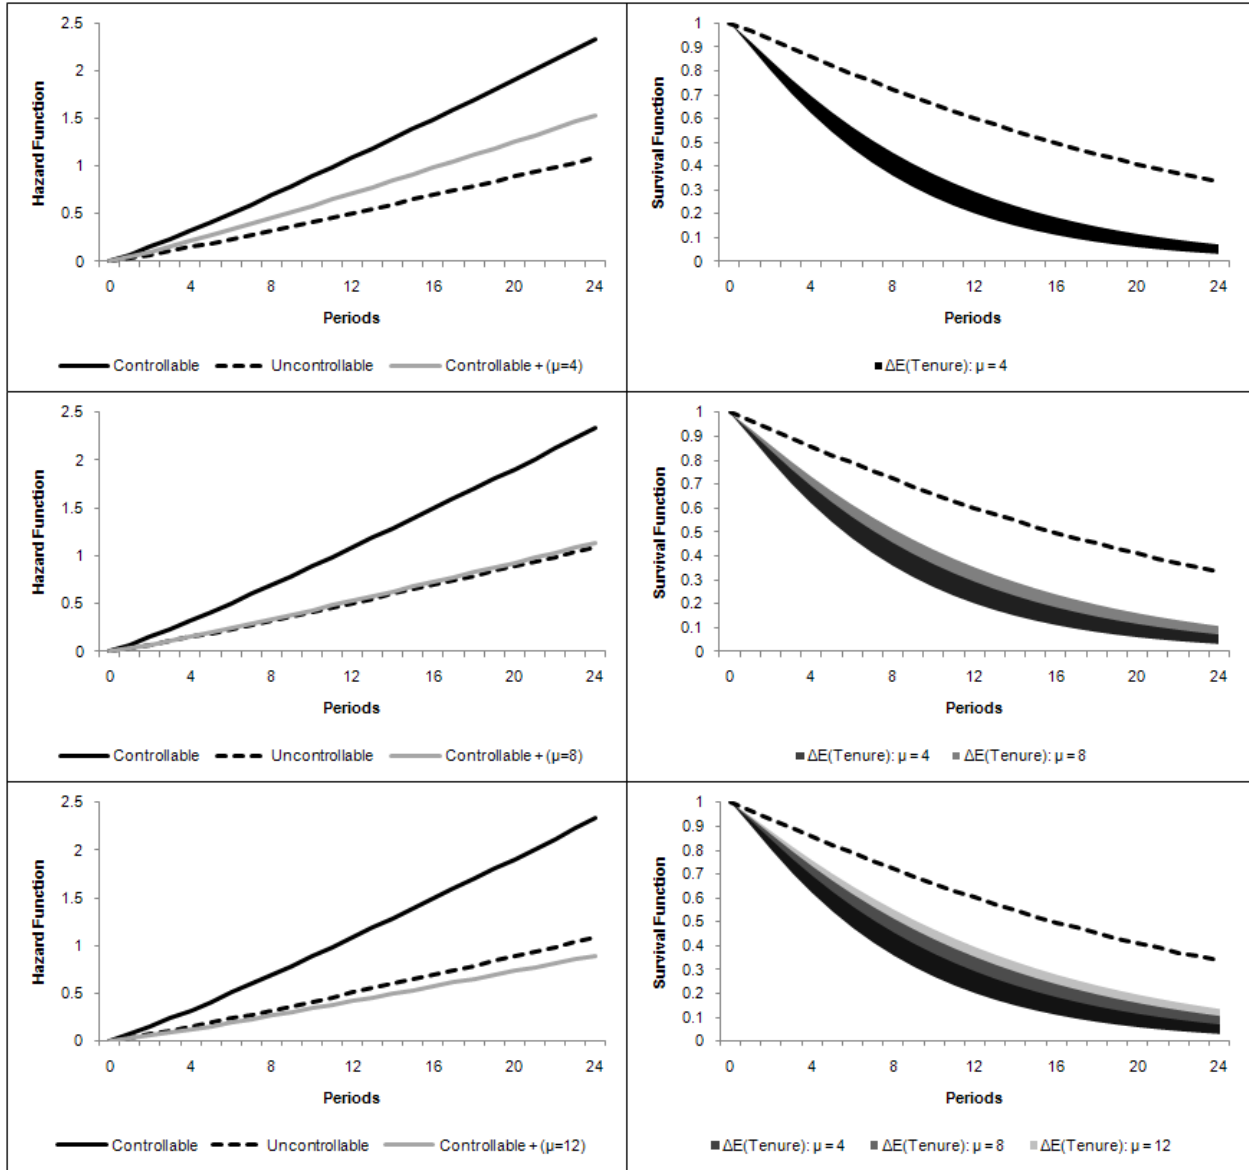 Hazard Function
2.5
2
1.5
1
0.5
0
0 4 8 12 16 20 24
Periods
Controllable Uncontrollable Controllable + (μ=4)
Survival Function
1
0.9
0.8
0.7
0.6
0.5
0.4
0.3
0.2
0.1
0
0 4 8 12 16 20 24
Periods
ΔE(Tenure): μ = 4
Hazard Function
2.5
2
1.5
1
0.5
0
0 4 8 12 16 20 24
Periods
Controllable Uncontrollable Controllable + (μ=8)
Survival Function
1
0.9
0.8
0.7
0.6
0.5
0.4
0.3
0.2
0.1
0
0 4 8 12 16 20 24
Periods
ΔE(Tenure): μ = 4 ΔE(Tenure): μ = 8
Hazard Function
2.5
2
1.5
1
0.5
0
0 4 8 12 16 20 24
Periods
Controllable Uncontrollable Controllable + (μ=12)
Survival Function
1
0.9
0.8
0.7
0.6
0.5
0.4
0.3
0.2
0.1
0
0 4 8 12 16 20 24
Periods
ΔE(Tenure): μ = 4 ΔE(Tenure): μ = 8 ΔE(Tenure): μ = 12